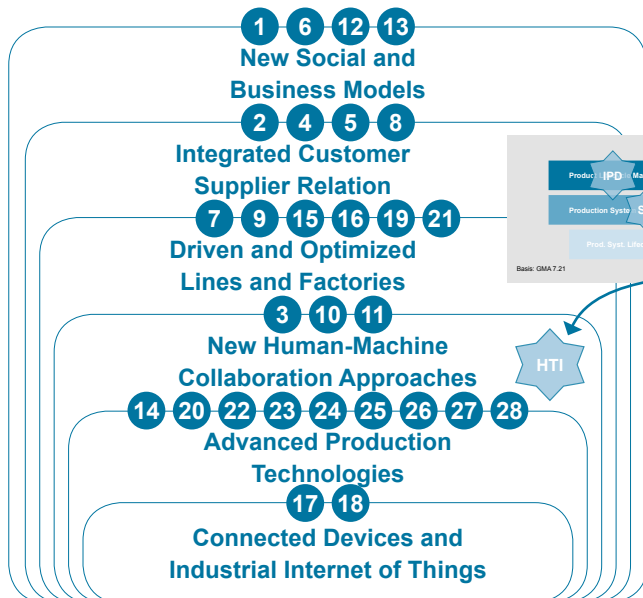 1 6 12 13
New Social and
Business Models
2 4 5 8
Integrated Customer
Supplier Relation
IPD
Production
Basis: GMA 7.21
7 9 15 16 19 21
Driven and Optimized
Lines and Factories
3 10 11
New Human-Machine
Collaboration Approaches
HTI
14 20 22 23 24 25 26 27 28
Advanced Production
Technologies
17 18
Connected Devices and
Industrial Internet of Things